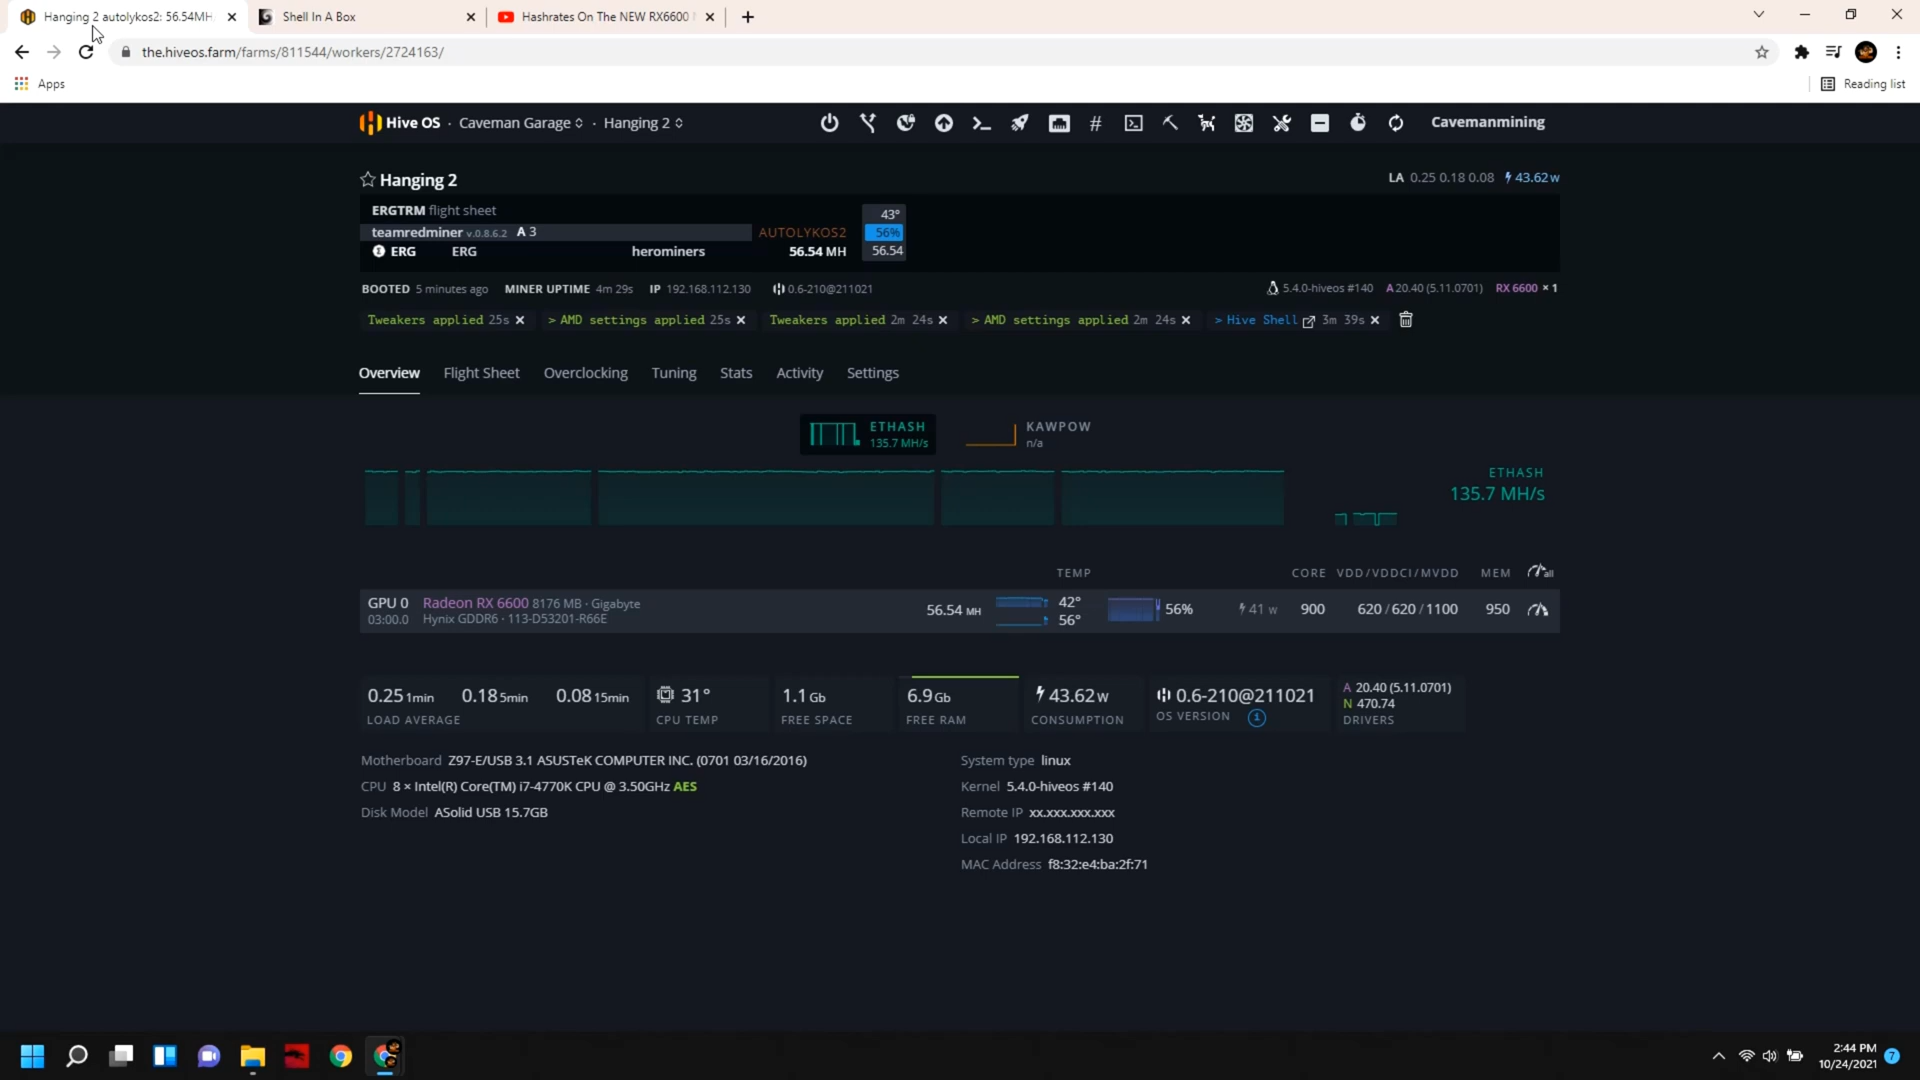 Hanging 2 autolykos2: 56.54MH
Shell In A Box
Hashrates On The NEW RX6600
the.hiveos.farm/farms/811544/workers/2724163/
Apps
Reading list
Hive OS · Caveman Garage · Hanging 2
Cavemanmining
Hanging 2
LA 0.25 0.18 0.08 43.62 w
ERGTRM flight sheet
43°
teamredminer v.0.8.6.2 A 3
AUTOLYKOS2
56%
ERG ERG herominers 56.54 MH
56.54
BOOTED 5 minutes ago MINER UPTIME 4m 29s IP 192.168.112.130 0.6-210@211021
5.4.0-hiveos #140 A 20.40 (5.11.0701) RX 6600 × 1
Tweakers applied 25s × > AMD settings applied 25s × Tweakers applied 2m 24s × > AMD settings applied 2m 24s × > Hive Shell 3m 39s ×
Overview Flight Sheet Overclocking Tuning Stats Activity Settings
ETHASH
135.7 MH/s
KAWPOW
n/a
ETHASH
135.7 MH/s
TEMP CORE VDD/VDDCI/MVDD MEM all
GPU 0 Radeon RX 6600 8176 MB · Gigabyte
03:00.0 Hynix GDDR6 · 113-D53201-R66E
56.54 MH 42° 56% 41 w 900 620 / 620 / 1100 950
56°
0.25 1min 0.18 5min 0.08 15min
LOAD AVERAGE
31°
CPU TEMP
1.1 Gb
FREE SPACE
6.9 Gb
FREE RAM
43.62 w
CONSUMPTION
0.6-210@211021
OS VERSION
A 20.40 (5.11.0701)
N 470.74
DRIVERS
Motherboard Z97-E/USB 3.1 ASUSTeK COMPUTER INC. (0701 03/16/2016)
CPU 8 × Intel(R) Core(TM) i7-4770K CPU @ 3.50GHz AES
Disk Model ASolid USB 15.7GB
System type linux
Kernel 5.4.0-hiveos #140
Remote IP xx.xxx.xxx.xxx
Local IP 192.168.112.130
MAC Address f8:32:e4:ba:2f:71
2:44 PM
10/24/2021
7